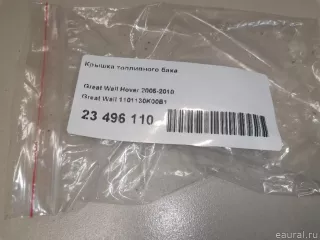 Крышка топливного бака
Great Wall Hover 2005-2010
Great Wall 1101130K00B1
23 496 110
eaural.ru